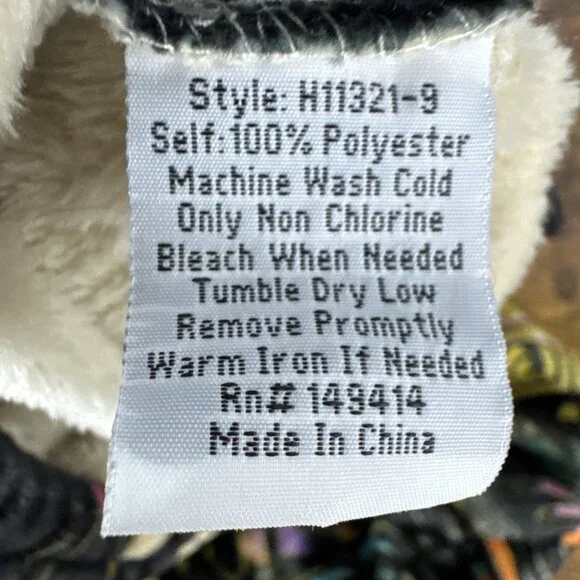 Style: H11321-9
Self:100% Polyester
Machine Wash Cold
Only Non Chlorine
Bleach When Needed
Tumble Dry Low
Remove Promptly
Warm Iron If Needed
Rn# 149414
Made In China